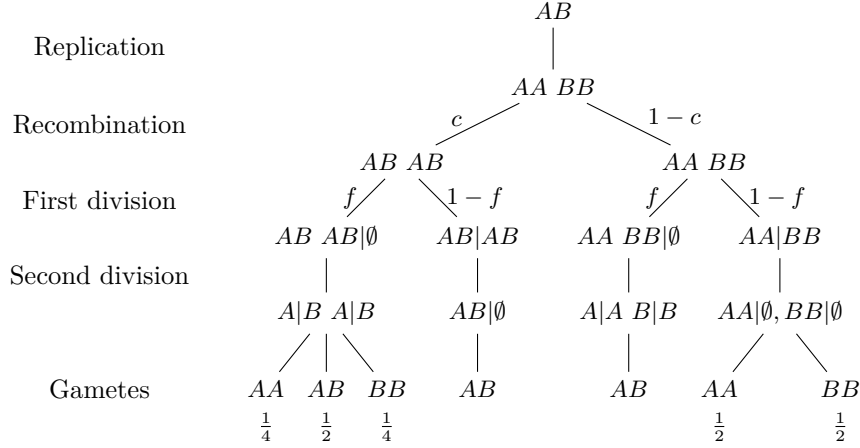 AB
Replication
AA BB
Recombination
c
1 − c
AB AB
AA BB
First division
f
1 − f
f
1 − f
AB AB|∅
AB|AB
AA BB|∅
AA|BB
Second division
A|B A|B
AB|∅
A|A B|B
AA|∅, BB|∅
Gametes
AA
AB
BB
AB
AB
AA
BB
1/4
1/2
1/4
1/2
1/2